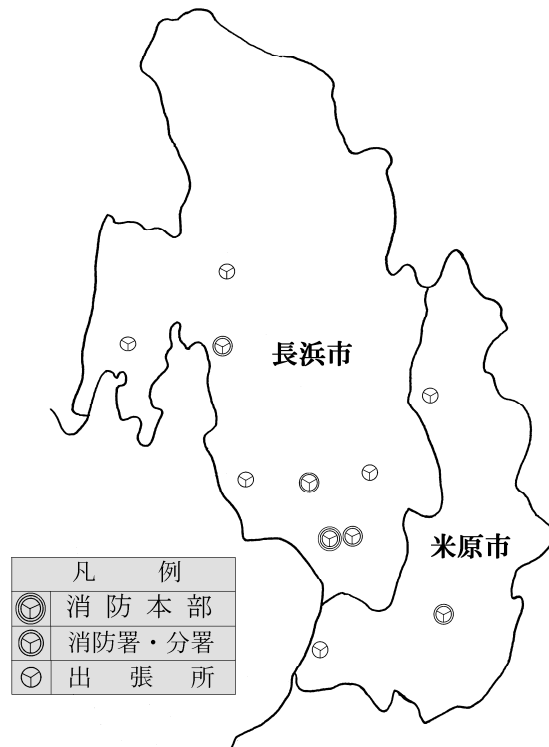 長浜市
米原市
凡 例
消防本部
消防署・分署
出張所